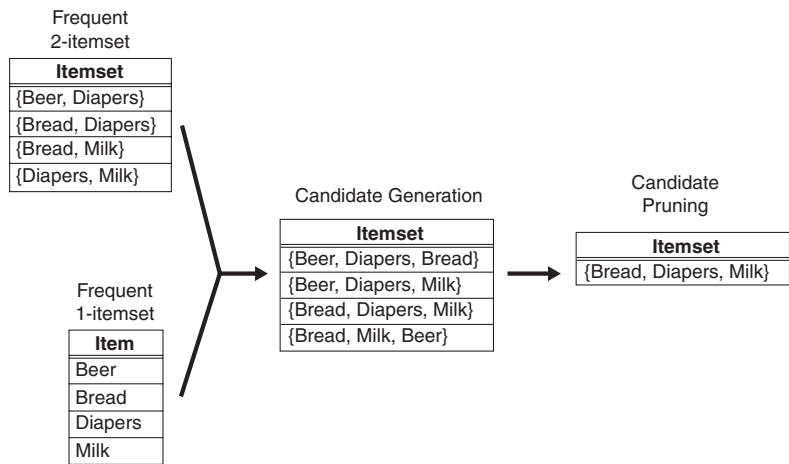 Frequent
2-itemset
Itemset
{Beer, Diapers}
{Bread, Diapers}
{Bread, Milk}
{Diapers, Milk}
Frequent
1-itemset
Item
Beer
Bread
Diapers
Milk
Candidate Generation
Itemset
{Beer, Diapers, Bread}
{Beer, Diapers, Milk}
{Bread, Diapers, Milk}
{Bread, Milk, Beer}
Candidate
Pruning
Itemset
{Bread, Diapers, Milk}